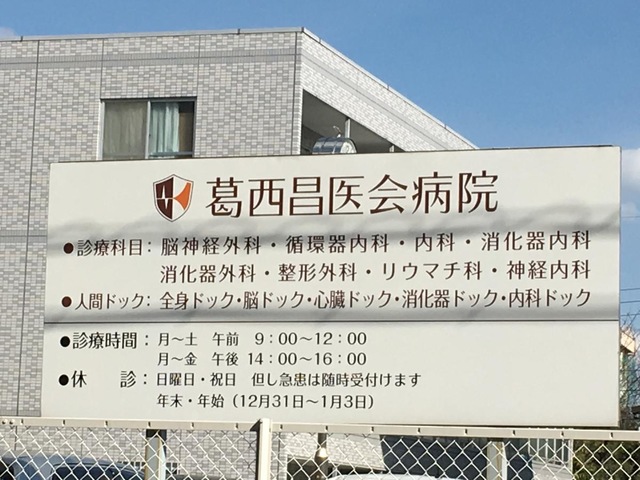 葛西昌医会病院
●診療科目：脳神経外科・循環器内科・内科・消化器内科
消化器外科・整形外科・リウマチ科・神経内科
●人間ドック：全身ドック・脳ドック・心臓ドック・消化器ドック・内科ドック
●診療時間：月～土 午前 9：00～12：00
月～金 午後 14：00～16：00
●休 診：日曜日・祝日 但し急患は随時受付けます
年末・年始（12月31日～1月3日）